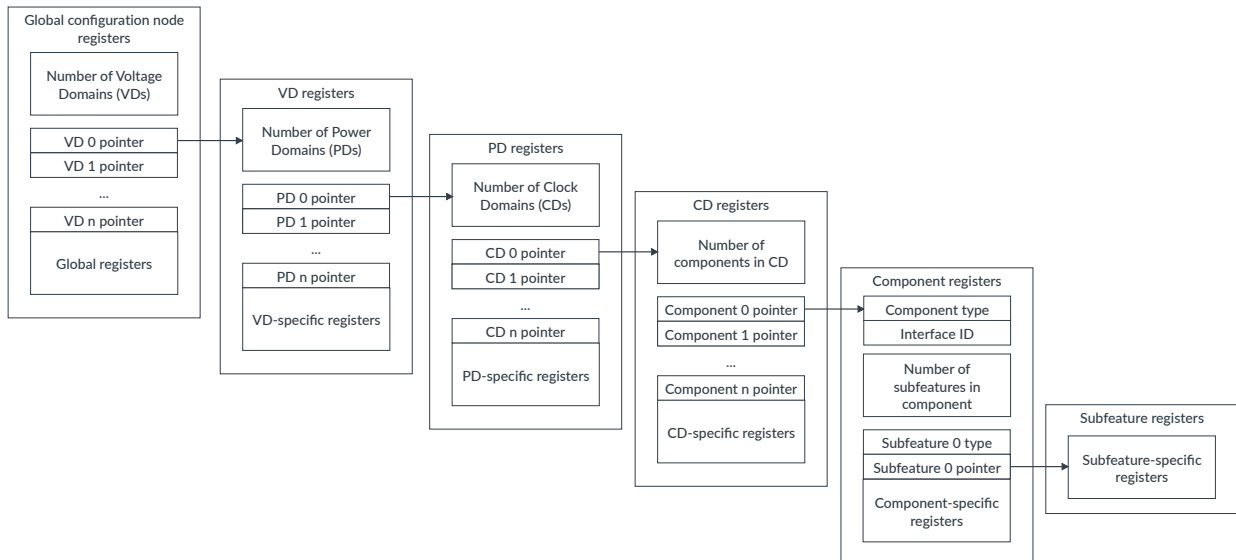 Global configuration node
registers
Number of Voltage
Domains (VDs)
VD 0 pointer
VD 1 pointer
...
VD n pointer
Global registers
VD registers
Number of Power
Domains (PDs)
PD 0 pointer
PD 1 pointer
...
PD n pointer
VD-specific registers
PD registers
Number of Clock
Domains (CDs)
CD 0 pointer
CD 1 pointer
...
CD n pointer
PD-specific registers
CD registers
Number of
components in CD
Component 0 pointer
Component 1 pointer
...
Component n pointer
CD-specific registers
Component registers
Component type
Interface ID
Number of
subfeatures in
component
Subfeature 0 type
Subfeature 0 pointer
Component-specific
registers
Subfeature registers
Subfeature-specific
registers